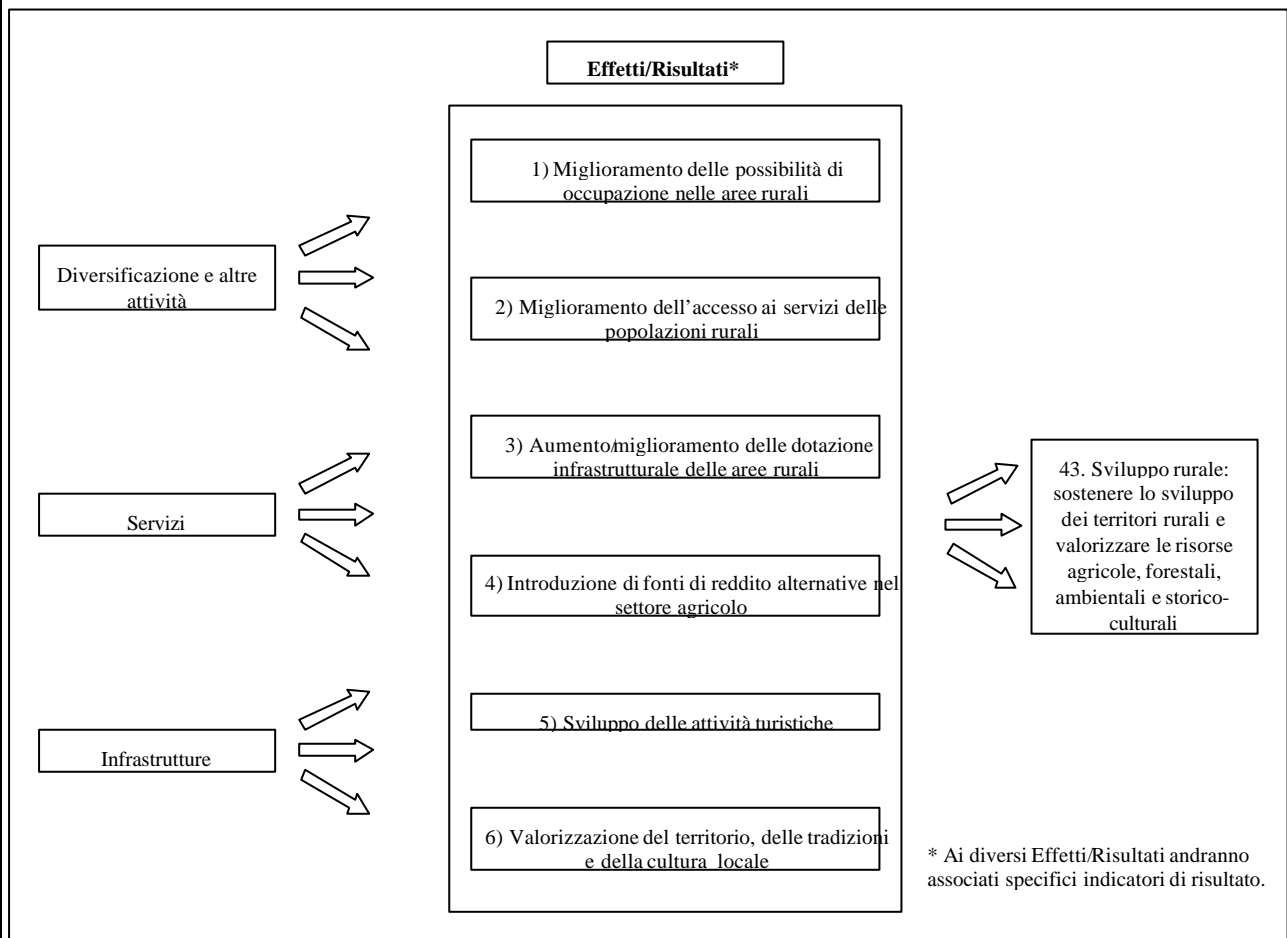 Effetti/Risultati*
Diversificazione e altre
attività
Servizi
Infrastrutture
1) Miglioramento delle possibilità di
occupazione nelle aree rurali
2) Miglioramento dell’accesso ai servizi delle
popolazioni rurali
3) Aumento/miglioramento delle dotazione
infrastrutturale delle aree rurali
4) Introduzione di fonti di reddito alternative nel
settore agricolo
5) Sviluppo delle attività turistiche
6) Valorizzazione del territorio, delle tradizioni
e della cultura locale
43. Sviluppo rurale:
sostenere lo sviluppo
dei territori rurali e
valorizzare le risorse
agricole, forestali,
ambientali e storico-
culturali
* Ai diversi Effetti/Risultati andranno
associati specifici indicatori di risultato.